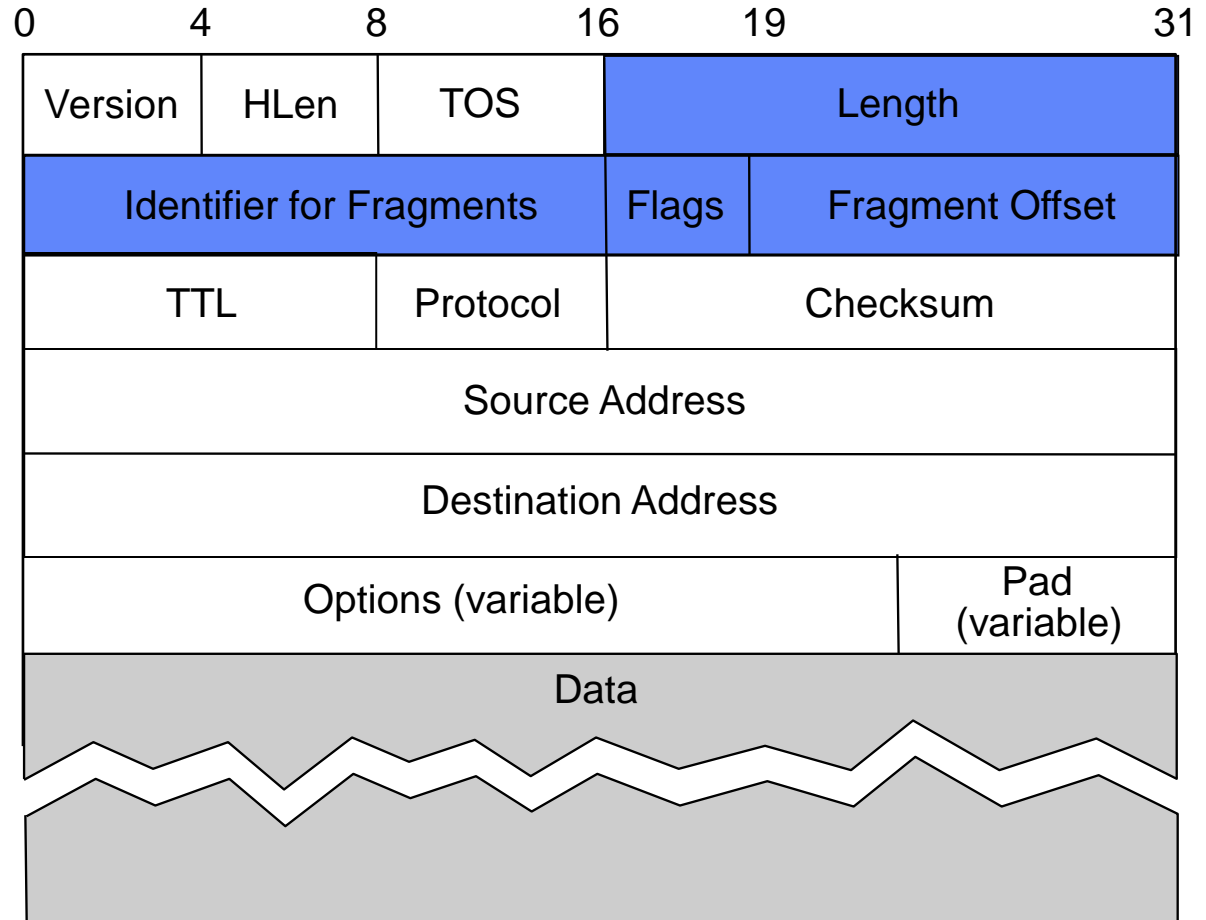 0 4 8 16 19 31
Version HLen TOS Length
Identifier for Fragments Flags Fragment Offset
TTL Protocol Checksum
Source Address
Destination Address
Options (variable) Pad
(variable)
Data